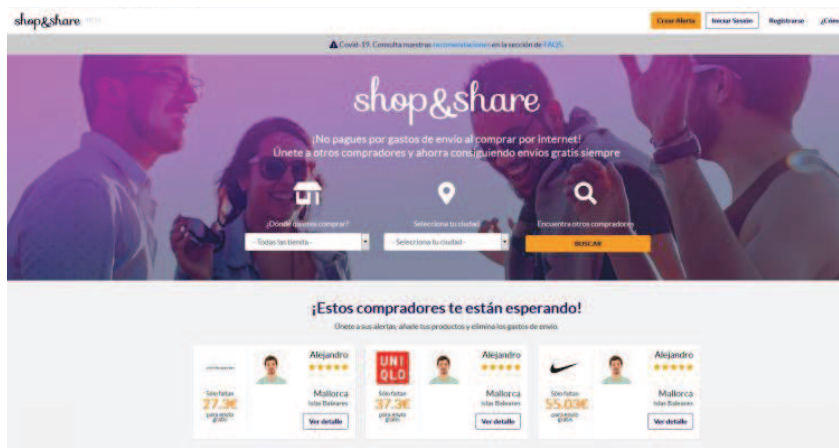 shop&share
Crear Alerta
Iniciar Sesión
Registrarse
¿Cómo
Covid-19. Consulta nuestras recomendaciones en la sección de FAQS.
shop&share
¡No pagues por gastos de envío al comprar por internet!
Únete a otros compradores y ahorra consiguiendo envíos gratis siempre
¿Dónde quieres comprar?
Selecciona tu ciudad
Encuentra otros compradores
- Todas las tienda -
- Selecciona tu ciudad -
BUSCAR
¡Estos compradores te están esperando!
Únete a sus alertas, añade tus productos y elimina los gastos de envío.
Alejandro
Sólo faltan
27.3€
para envío
gratis
Mallorca
Islas Baleares
Ver detalle
UNI
QLO
Alejandro
Sólo faltan
37.3€
para envío
gratis
Mallorca
Islas Baleares
Ver detalle
Alejandro
Sólo faltan
55.03€
para envío
gratis
Mallorca
Islas Baleares
Ver detalle